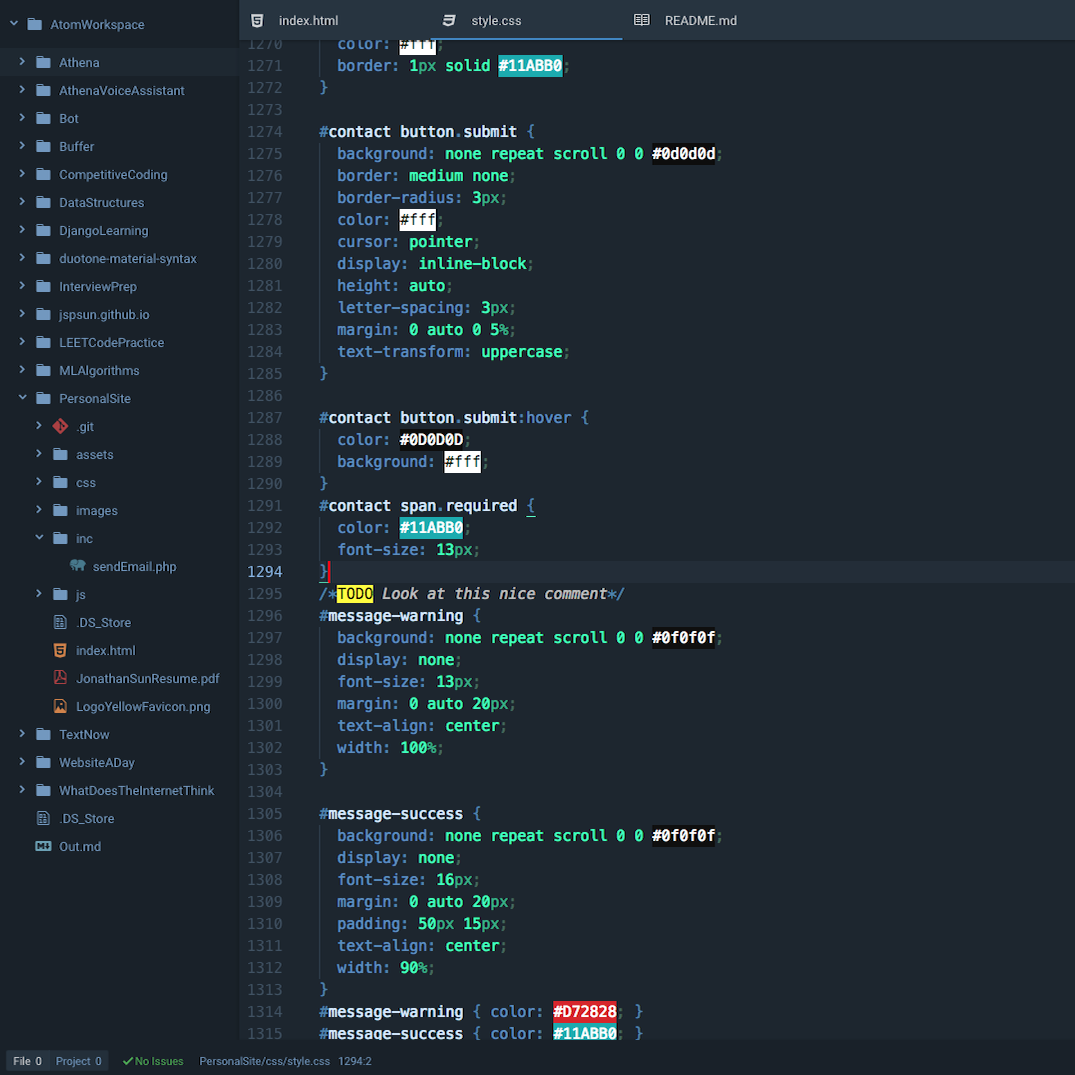 AtomWorkspace
Athena
AthenaVoiceAssistant
Bot
Buffer
CompetitiveCoding
DataStructures
DjangoLearning
duotone-material-syntax
InterviewPrep
jspsun.github.io
LEETCodePractice
MLAlgorithms
PersonalSite
.git
assets
css
images
inc
sendEmail.php
js
.DS_Store
index.html
JonathanSunResume.pdf
LogoYellowFavicon.png
TextNow
WebsiteADay
WhatDoesTheInternetThink
.DS_Store
Out.md
index.html style.css README.md
1270 color: #fff;
1271 border: 1px solid #11ABB0;
1272 }
1273
1274 #contact button.submit {
1275 background: none repeat scroll 0 0 #0d0d0d;
1276 border: medium none;
1277 border-radius: 3px;
1278 color: #fff;
1279 cursor: pointer;
1280 display: inline-block;
1281 height: auto;
1282 letter-spacing: 3px;
1283 margin: 0 auto 0 5%;
1284 text-transform: uppercase;
1285 }
1286
1287 #contact button.submit:hover {
1288 color: #0D0D0D;
1289 background: #fff;
1290 }
1291 #contact span.required {
1292 color: #11ABB0;
1293 font-size: 13px;
1294 }
1295 /*TODO Look at this nice comment*/
1296 #message-warning {
1297 background: none repeat scroll 0 0 #0f0f0f;
1298 display: none;
1299 font-size: 13px;
1300 margin: 0 auto 20px;
1301 text-align: center;
1302 width: 100%;
1303 }
1304
1305 #message-success {
1306 background: none repeat scroll 0 0 #0f0f0f;
1307 display: none;
1308 font-size: 16px;
1309 margin: 0 auto 20px;
1310 padding: 50px 15px;
1311 text-align: center;
1312 width: 90%;
1313 }
1314 #message-warning { color: #D72828; }
1315 #message-success { color: #11ABB0; }
File 0 Project 0 No Issues PersonalSite/css/style.css 1294:2